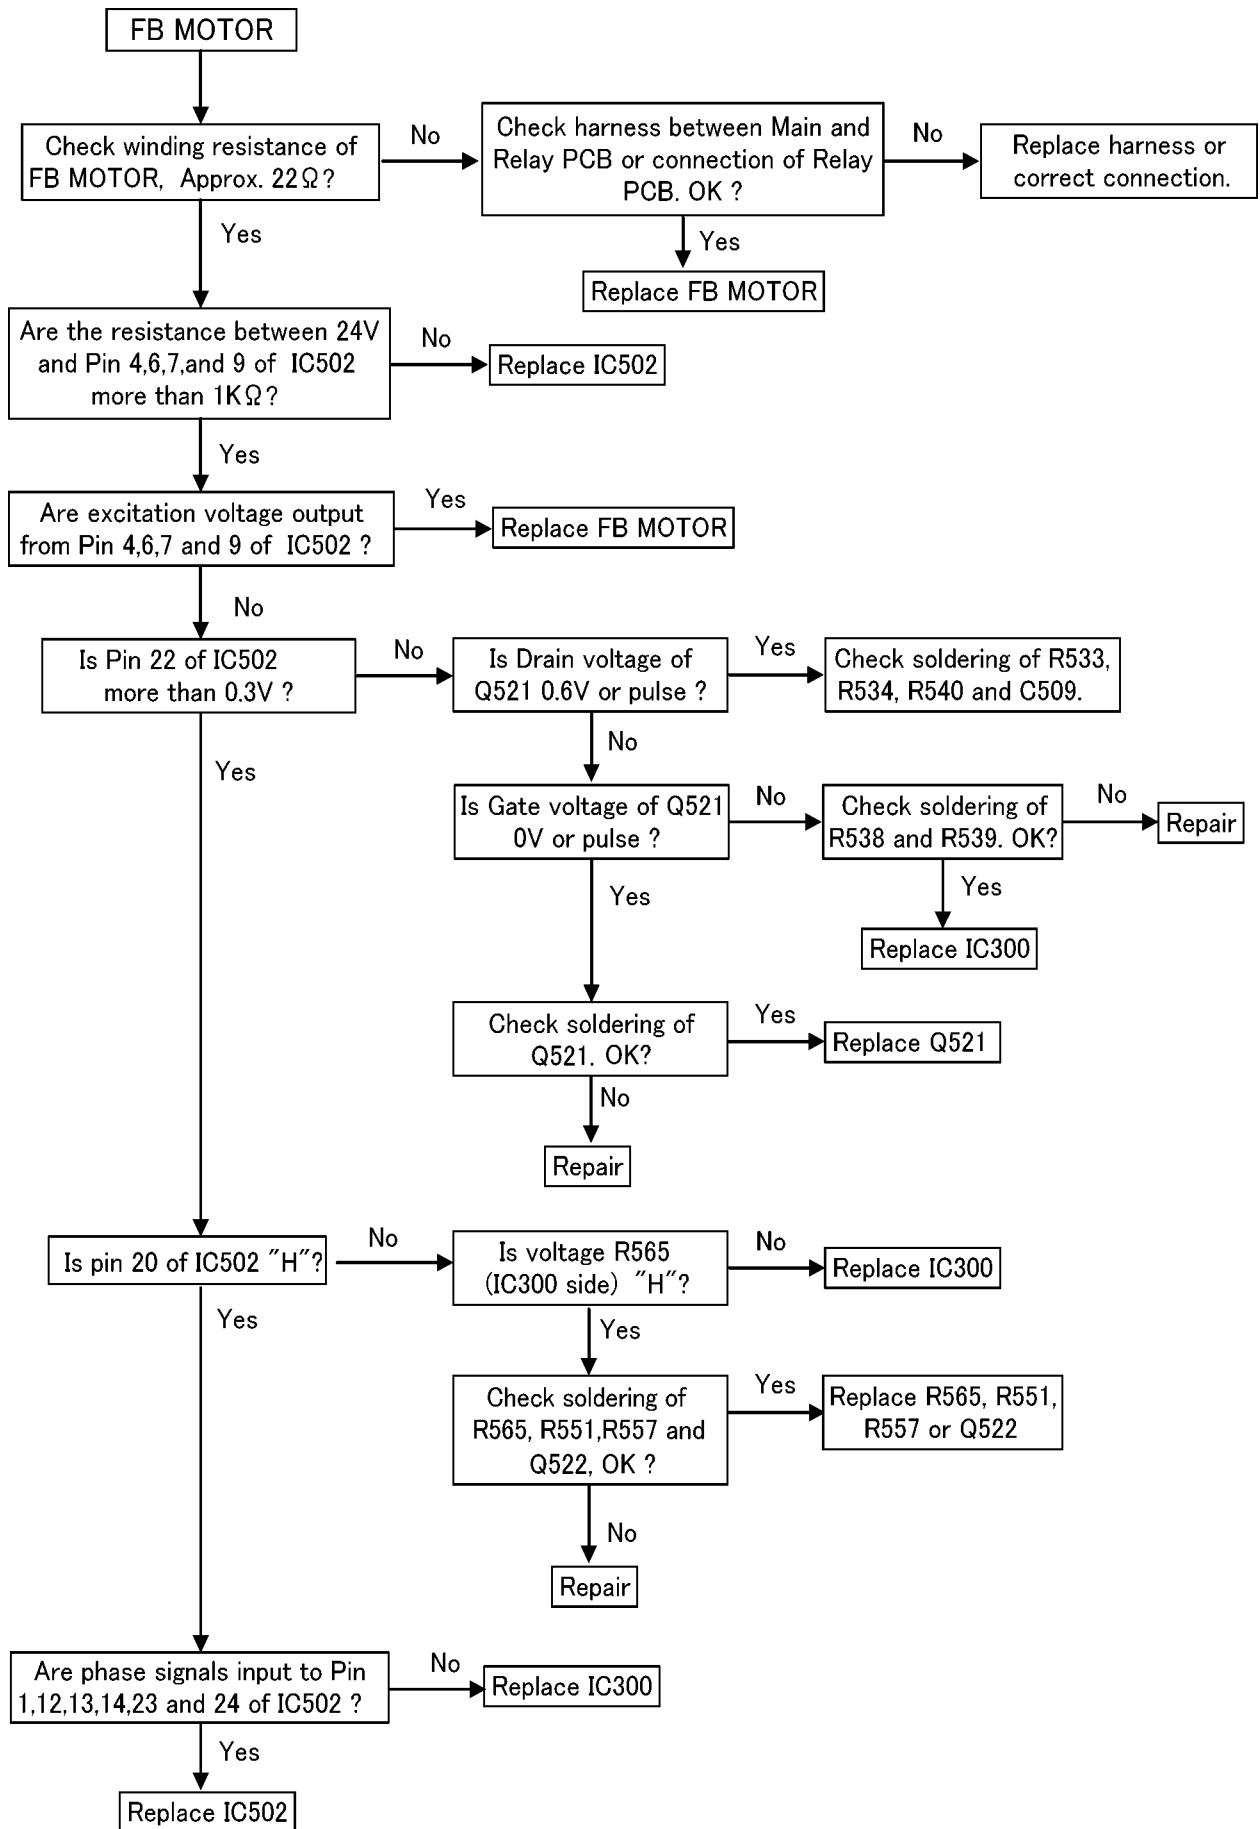 FB MOTOR
Check winding resistance of
FB MOTOR, Approx. 22Ω?
No
Check harness between Main and
Relay PCB or connection of Relay
PCB. OK ?
No
Replace harness or
correct connection.
Yes
Yes
Replace FB MOTOR
Are the resistance between 24V
and Pin 4,6,7,and 9 of IC502
more than 1KΩ?
No
Replace IC502
Yes
Are excitation voltage output
from Pin 4,6,7 and 9 of IC502 ?
Yes
Replace FB MOTOR
No
Is Pin 22 of IC502
more than 0.3V ?
No
Is Drain voltage of
Q521 0.6V or pulse ?
Yes
Check soldering of R533,
R534, R540 and C509.
No
Yes
Is Gate voltage of Q521
0V or pulse ?
No
Check soldering of
R538 and R539. OK?
No
Repair
Yes
Yes
Replace IC300
Check soldering of
Q521. OK?
Yes
Replace Q521
No
Repair
Is pin 20 of IC502 "H"?
No
Is voltage R565
(IC300 side) "H"?
No
Replace IC300
Yes
Yes
Check soldering of
R565, R551,R557 and
Q522, OK ?
Yes
Replace R565, R551,
R557 or Q522
No
Repair
Are phase signals input to Pin
1,12,13,14,23 and 24 of IC502 ?
No
Replace IC300
Yes
Replace IC502